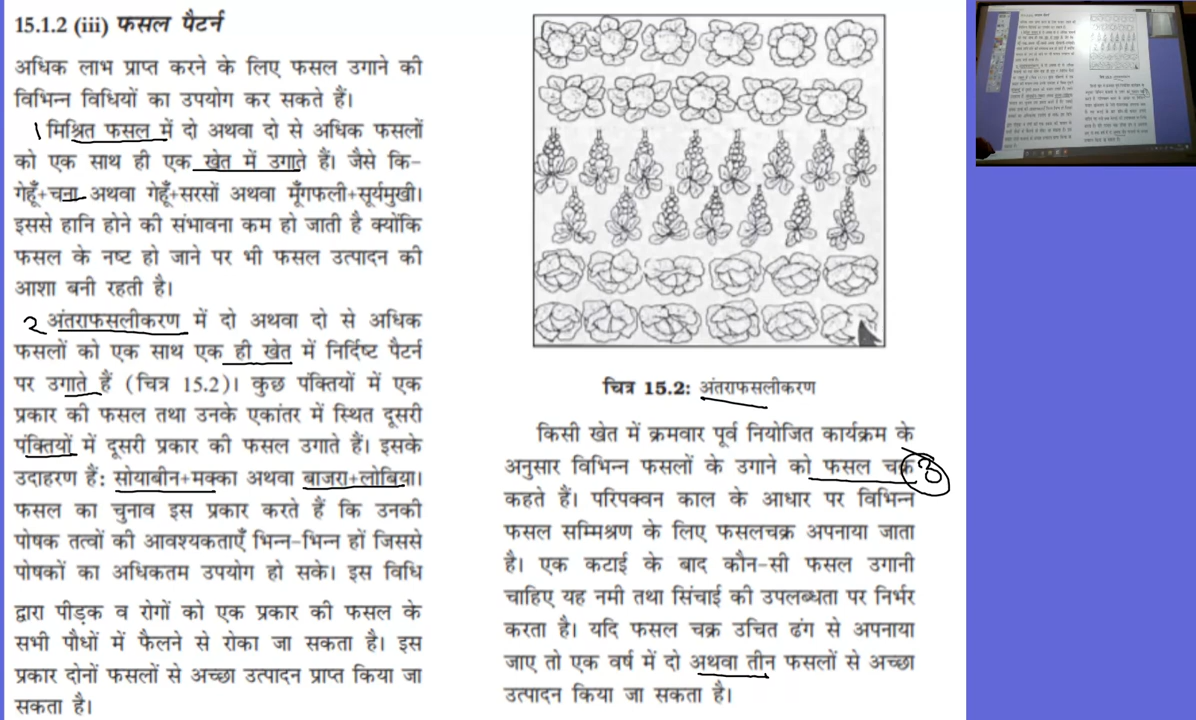 15.1.2 (iii) फसल पैटर्न
अधिक लाभ प्राप्त करने के लिए फसल उगाने की
विभिन्न विधियों का उपयोग कर सकते हैं।
1 मिश्रित फसल में दो अथवा दो से अधिक फसलों
को एक साथ ही एक खेत में उगाते हैं। जैसे कि-
गेहूँ+चना अथवा गेहूँ+सरसों अथवा मूँगफली+सूर्यमुखी।
इससे हानि होने की संभावना कम हो जाती है क्योंकि
फसल के नष्ट हो जाने पर भी फसल उत्पादन की
आशा बनी रहती है।
2 अंतराफसलीकरण में दो अथवा दो से अधिक
फसलों को एक साथ एक ही खेत में निर्दिष्ट पैटर्न
पर उगाते हैं (चित्र 15.2)। कुछ पंक्तियों में एक
प्रकार की फसल तथा उनके एकांतर में स्थित दूसरी
पंक्तियों में दूसरी प्रकार की फसल उगाते हैं। इसके
उदाहरण हैं: सोयाबीन+मक्का अथवा बाजरा+लोबिया।
फसल का चुनाव इस प्रकार करते हैं कि उनकी
पोषक तत्वों की आवश्यकताएँ भिन्न-भिन्न हों जिससे
पोषकों का अधिकतम उपयोग हो सके। इस विधि
द्वारा पीड़क व रोगों को एक प्रकार की फसल के
सभी पौधों में फैलने से रोका जा सकता है। इस
प्रकार दोनों फसलों से अच्छा उत्पादन प्राप्त किया जा
सकता है।
चित्र 15.2: अंतराफसलीकरण
किसी खेत में क्रमवार पूर्व नियोजित कार्यक्रम के
अनुसार विभिन्न फसलों के उगाने को फसल चक्र 3
कहते हैं। परिपक्वन काल के आधार पर विभिन्न
फसल सम्मिश्रण के लिए फसलचक्र अपनाया जाता
है। एक कटाई के बाद कौन-सी फसल उगानी
चाहिए यह नमी तथा सिंचाई की उपलब्धता पर निर्भर
करता है। यदि फसल चक्र उचित ढंग से अपनाया
जाए तो एक वर्ष में दो अथवा तीन फसलों से अच्छा
उत्पादन किया जा सकता है।